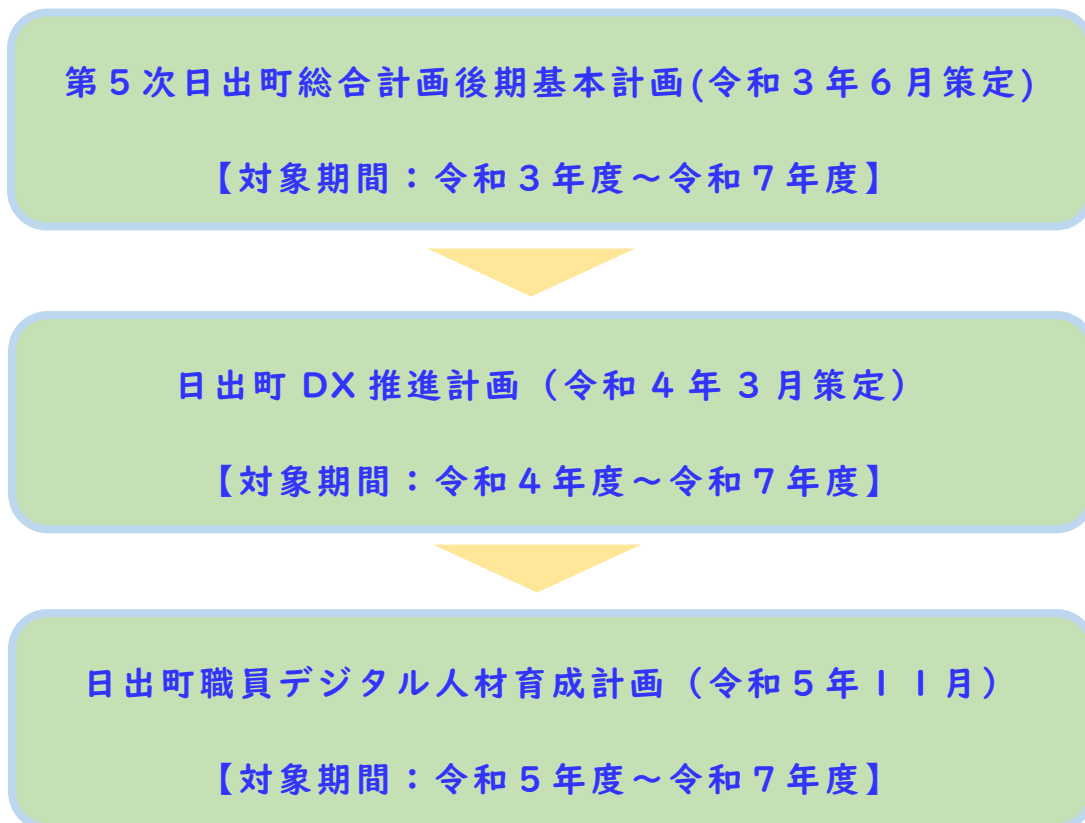 第５次日出町総合計画後期基本計画(令和３年６月策定)
【対象期間：令和３年度～令和７年度】
日出町 DX 推進計画（令和４年３月策定）
【対象期間：令和４年度～令和７年度】
日出町職員デジタル人材育成計画（令和５年１１月）
【対象期間：令和５年度～令和７年度】